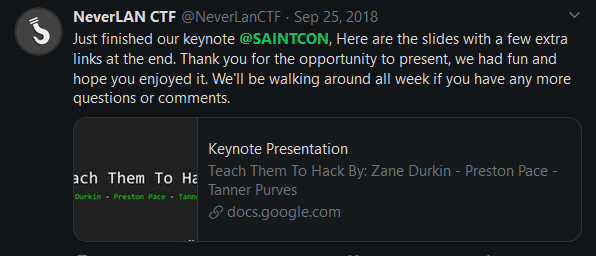 NeverLAN CTF @NeverLanCTF · Sep 25, 2018
Just finished our keynote @SAINTCON, Here are the slides with a few extra
links at the end. Thank you for the opportunity to present, we had fun and
hope you enjoyed it. We'll be walking around all week if you have any more
questions or comments.
each Them To Ha
Durkin - Preston Pace - Tann
Keynote Presentation
Teach Them To Hack By: Zane Durkin - Preston Pace -
Tanner Purves
docs.google.com